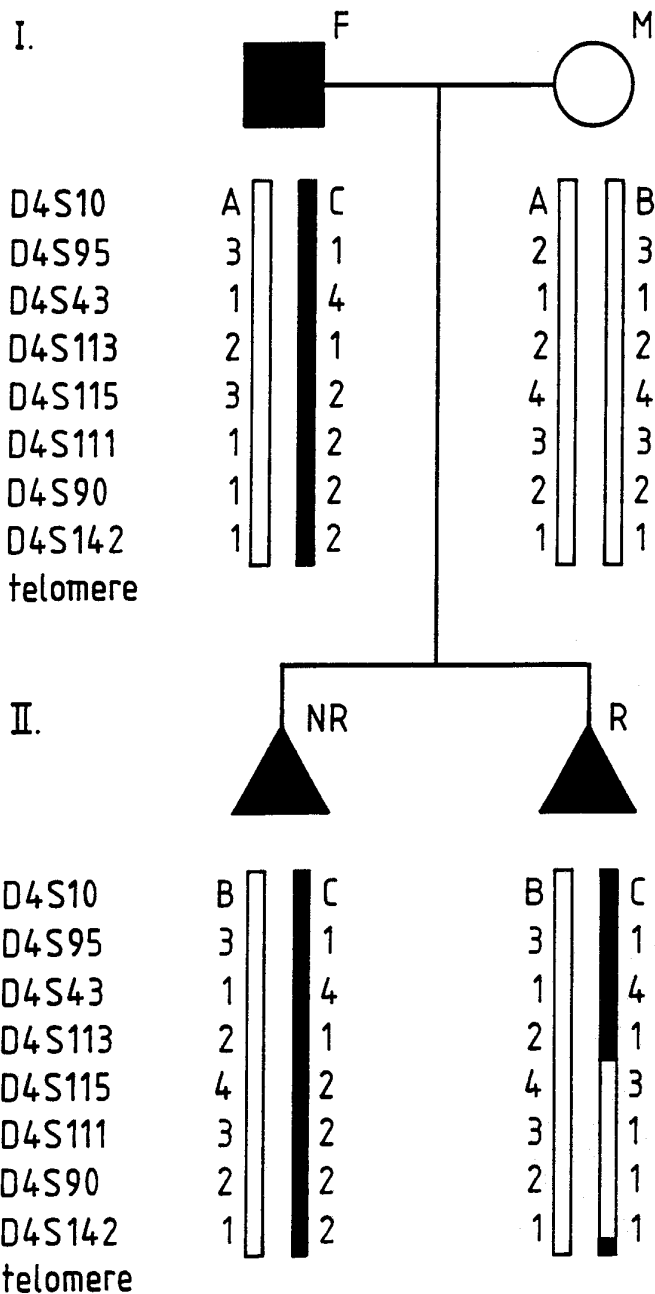 I. F M
D4S10 A C A B
D4S95 3 1 2 3
D4S43 1 4 1 1
D4S113 2 1 2 2
D4S115 3 2 4 4
D4S111 1 2 3 3
D4S90 1 2 2 2
D4S142 1 2 1 1
telomere
II. NR R
D4S10 B C B C
D4S95 3 1 3 1
D4S43 1 4 1 4
D4S113 2 1 2 1
D4S115 4 2 4 3
D4S111 3 2 3 1
D4S90 2 2 2 1
D4S142 1 2 1 1
telomere